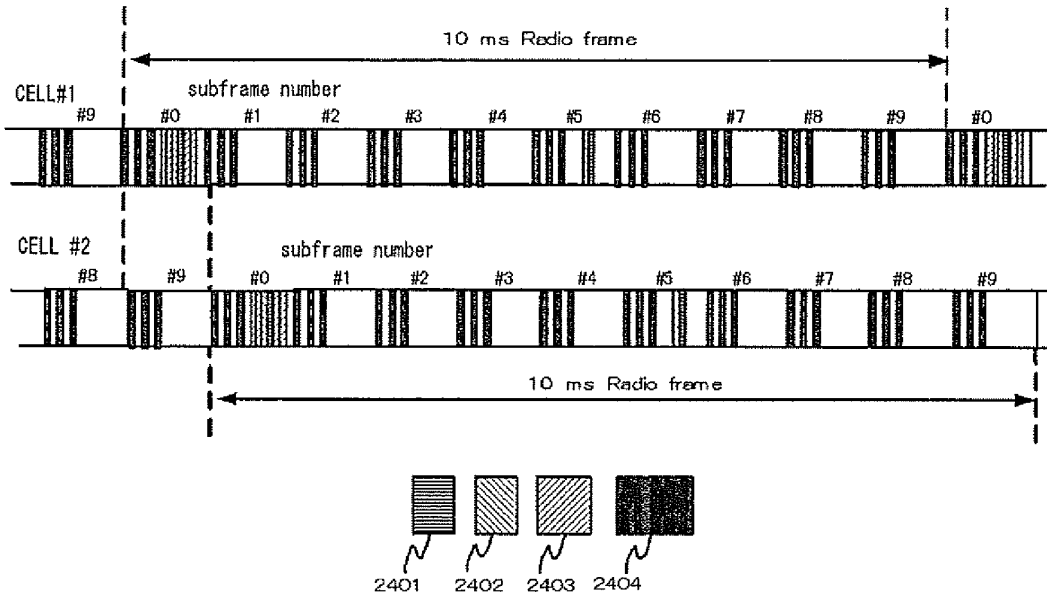 10 ms Radio frame
CELL#1
subframe number
#9 #0 #1 #2 #3 #4 #5 #6 #7 #8 #9 #0
CELL #2
subframe number
#8 #9 #0 #1 #2 #3 #4 #5 #6 #7 #8 #9
10 ms Radio frame
2401 2402 2403 2404